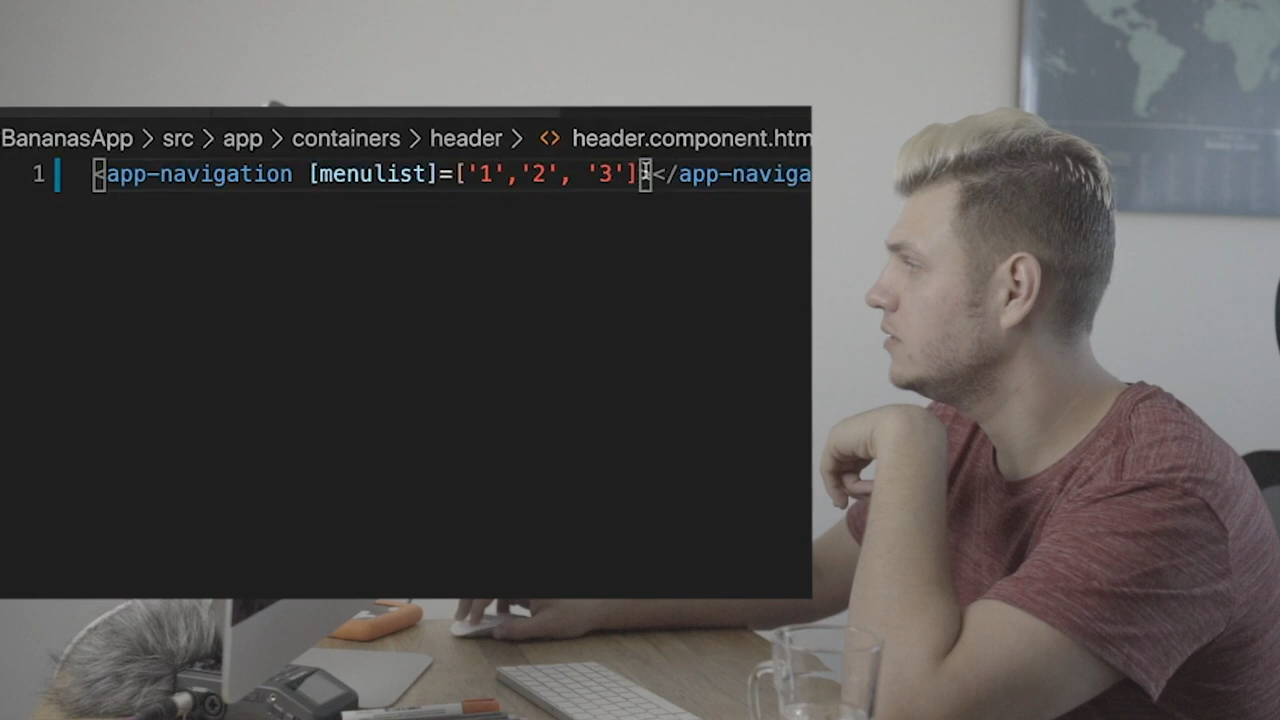 BananasApp > src > app > containers > header > <> header.component.htm
1 <app-navigation [menulist]=['1','2', '3']></app-naviga